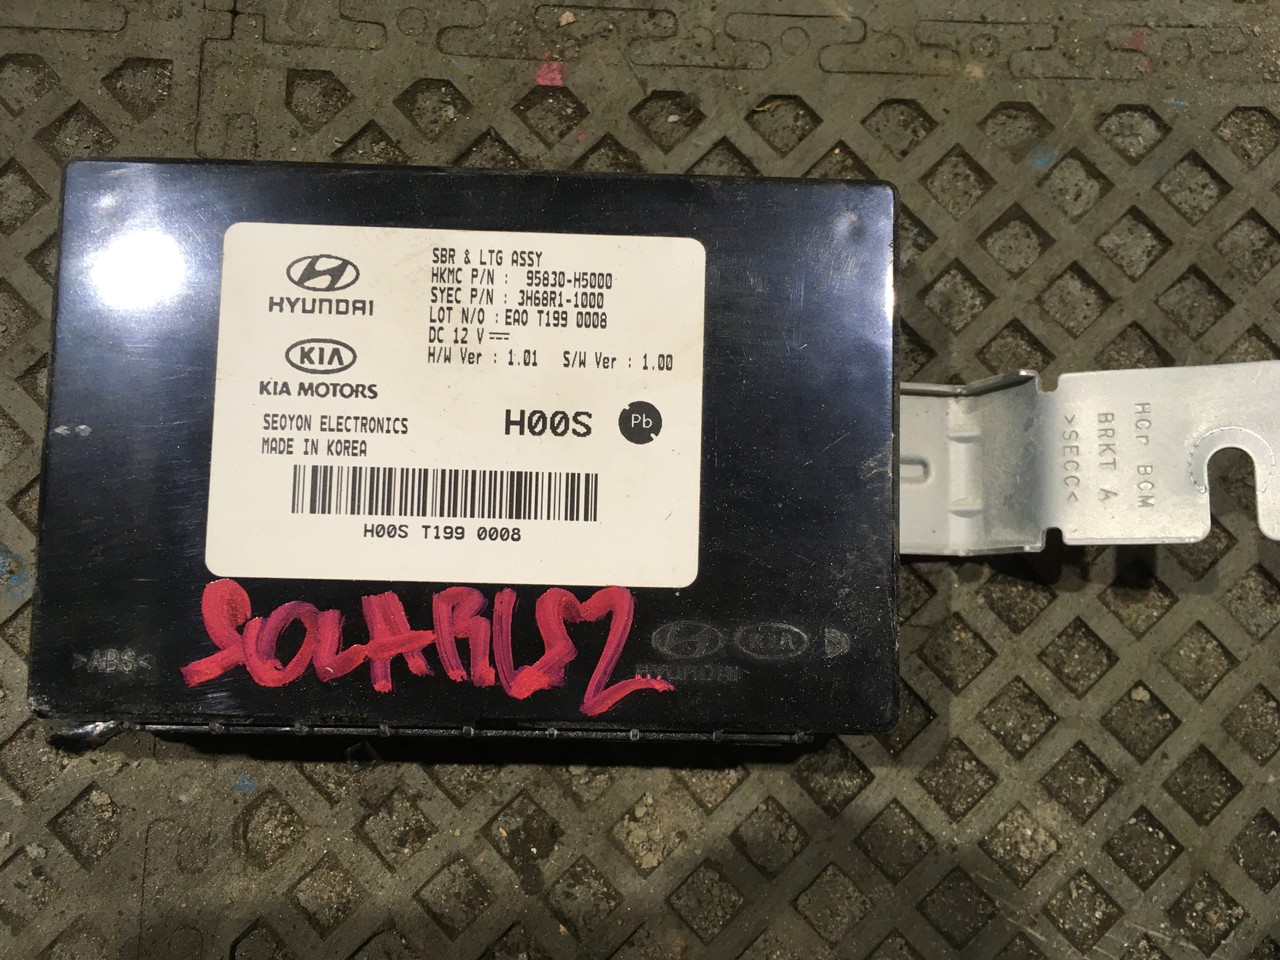 HYUNDAI
KIA
KIA MOTORS
SBR & LTG ASSY
HKMC P/N : 95830-H5000
SYEC P/N : 3H68R1-1000
LOT N/O : EAO T199 0008
DC 12 V
H/W Ver : 1.01 S/W Ver : 1.00
SEOYON ELECTRONICS
MADE IN KOREA
H00S
Pb
H00S T199 0008
SOLARIS2
>ABS<
HYUNDAI
KIA
HCr BCM
BRKT A
>SECC<